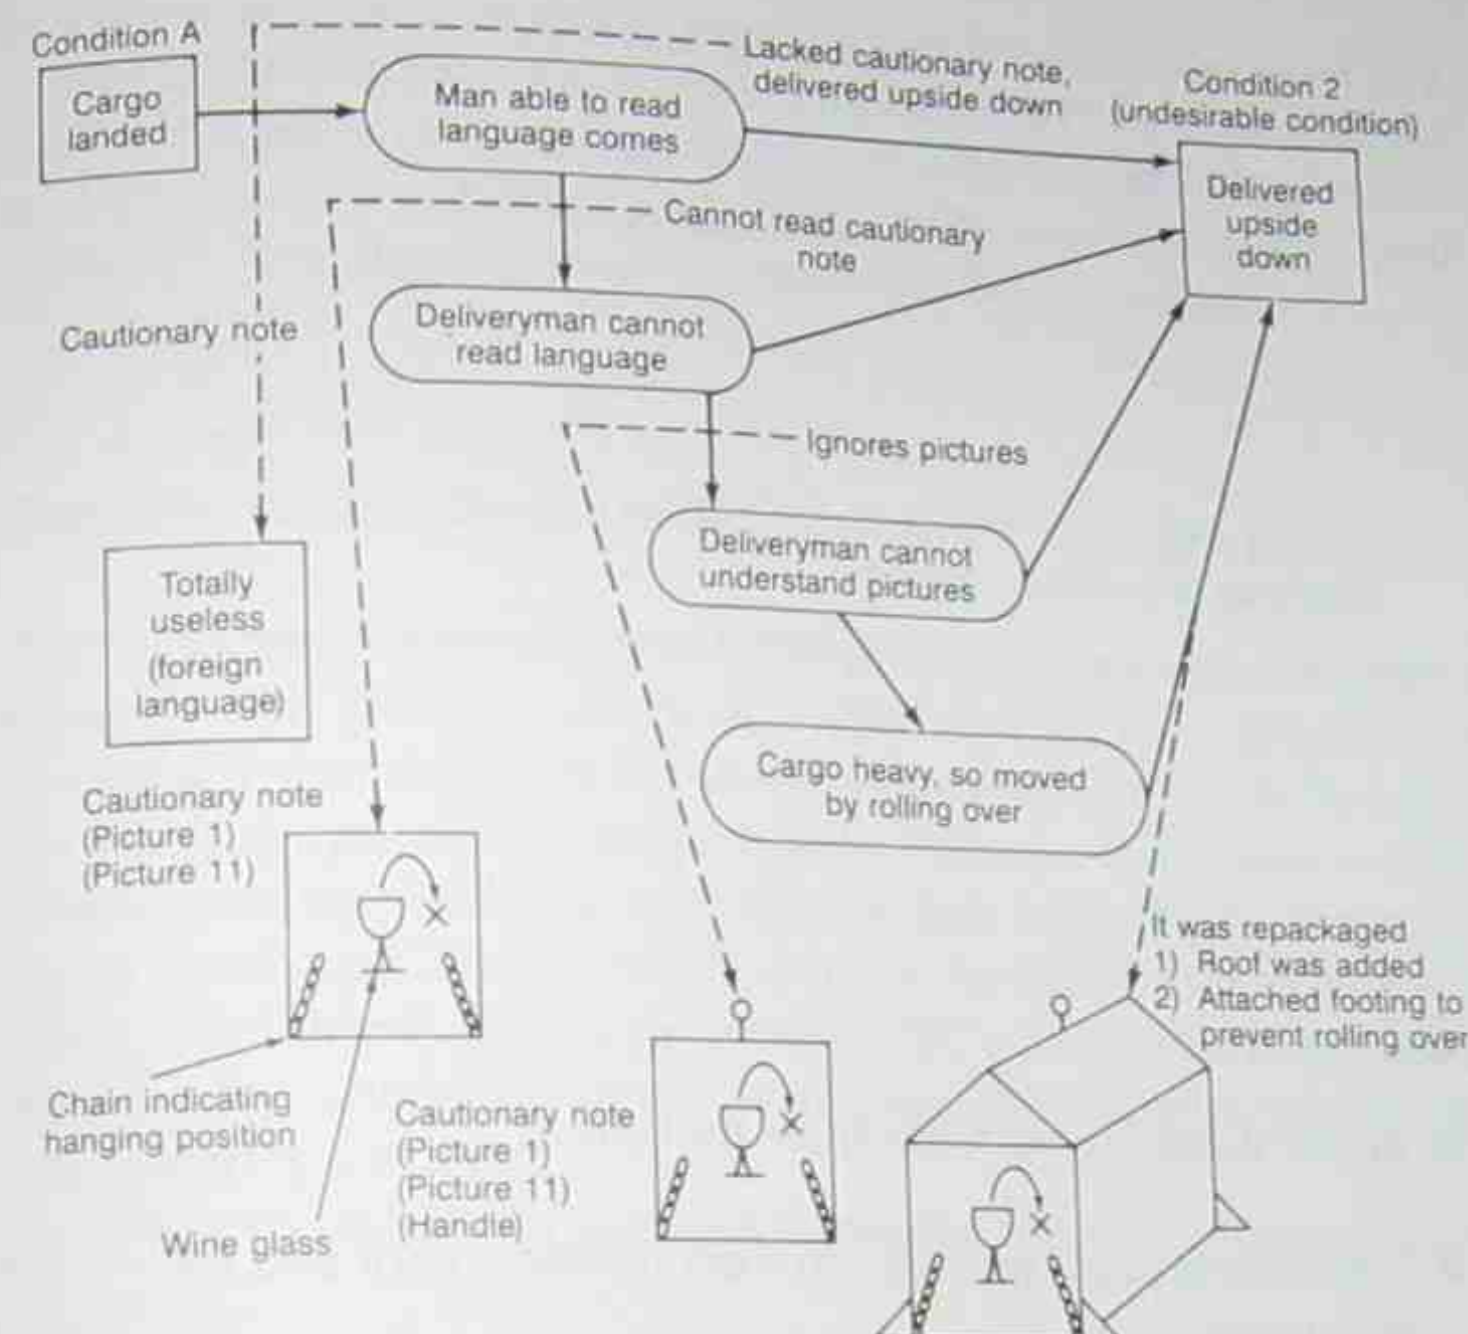 Condition A
Cargo
landed
Man able to read
language comes
Lacked cautionary note,
delivered upside down
Condition 2
(undesirable condition)
Delivered
upside
down
Cannot read cautionary
note
Deliveryman cannot
read language
Cautionary note
Ignores pictures
Deliveryman cannot
understand pictures
Totally
useless
(foreign
language)
Cargo heavy, so moved
by rolling over
Cautionary note
(Picture 1)
(Picture 11)
It was repackaged
1) Roof was added
2) Attached footing to
prevent rolling over
Chain indicating
hanging position
Wine glass
Cautionary note
(Picture 1)
(Picture 11)
(Handle)